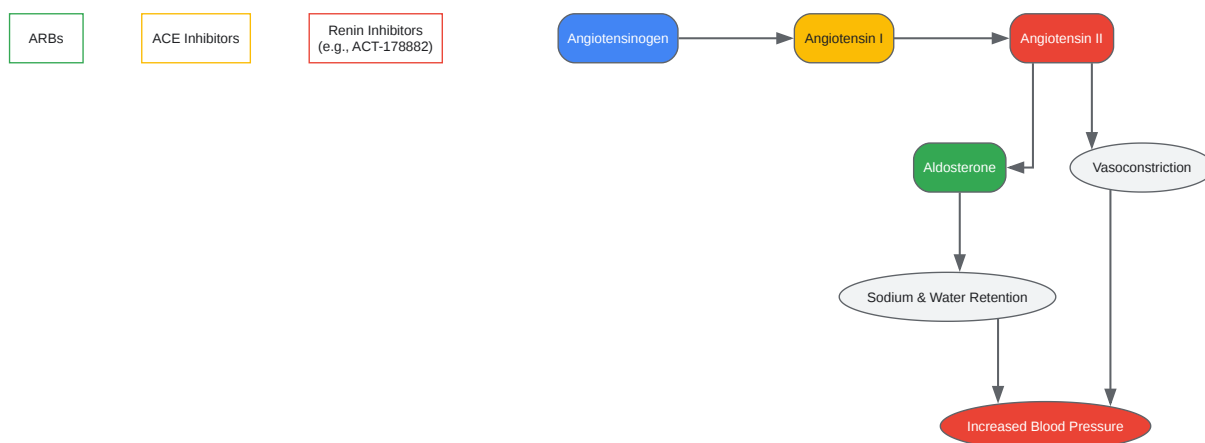 ARBs
ACE Inhibitors
Renin Inhibitors
(e.g., ACT-178882)
Angiotensinogen
Angiotensin I
Angiotensin II
Aldosterone
Vasoconstriction
Sodium & Water Retention
Increased Blood Pressure